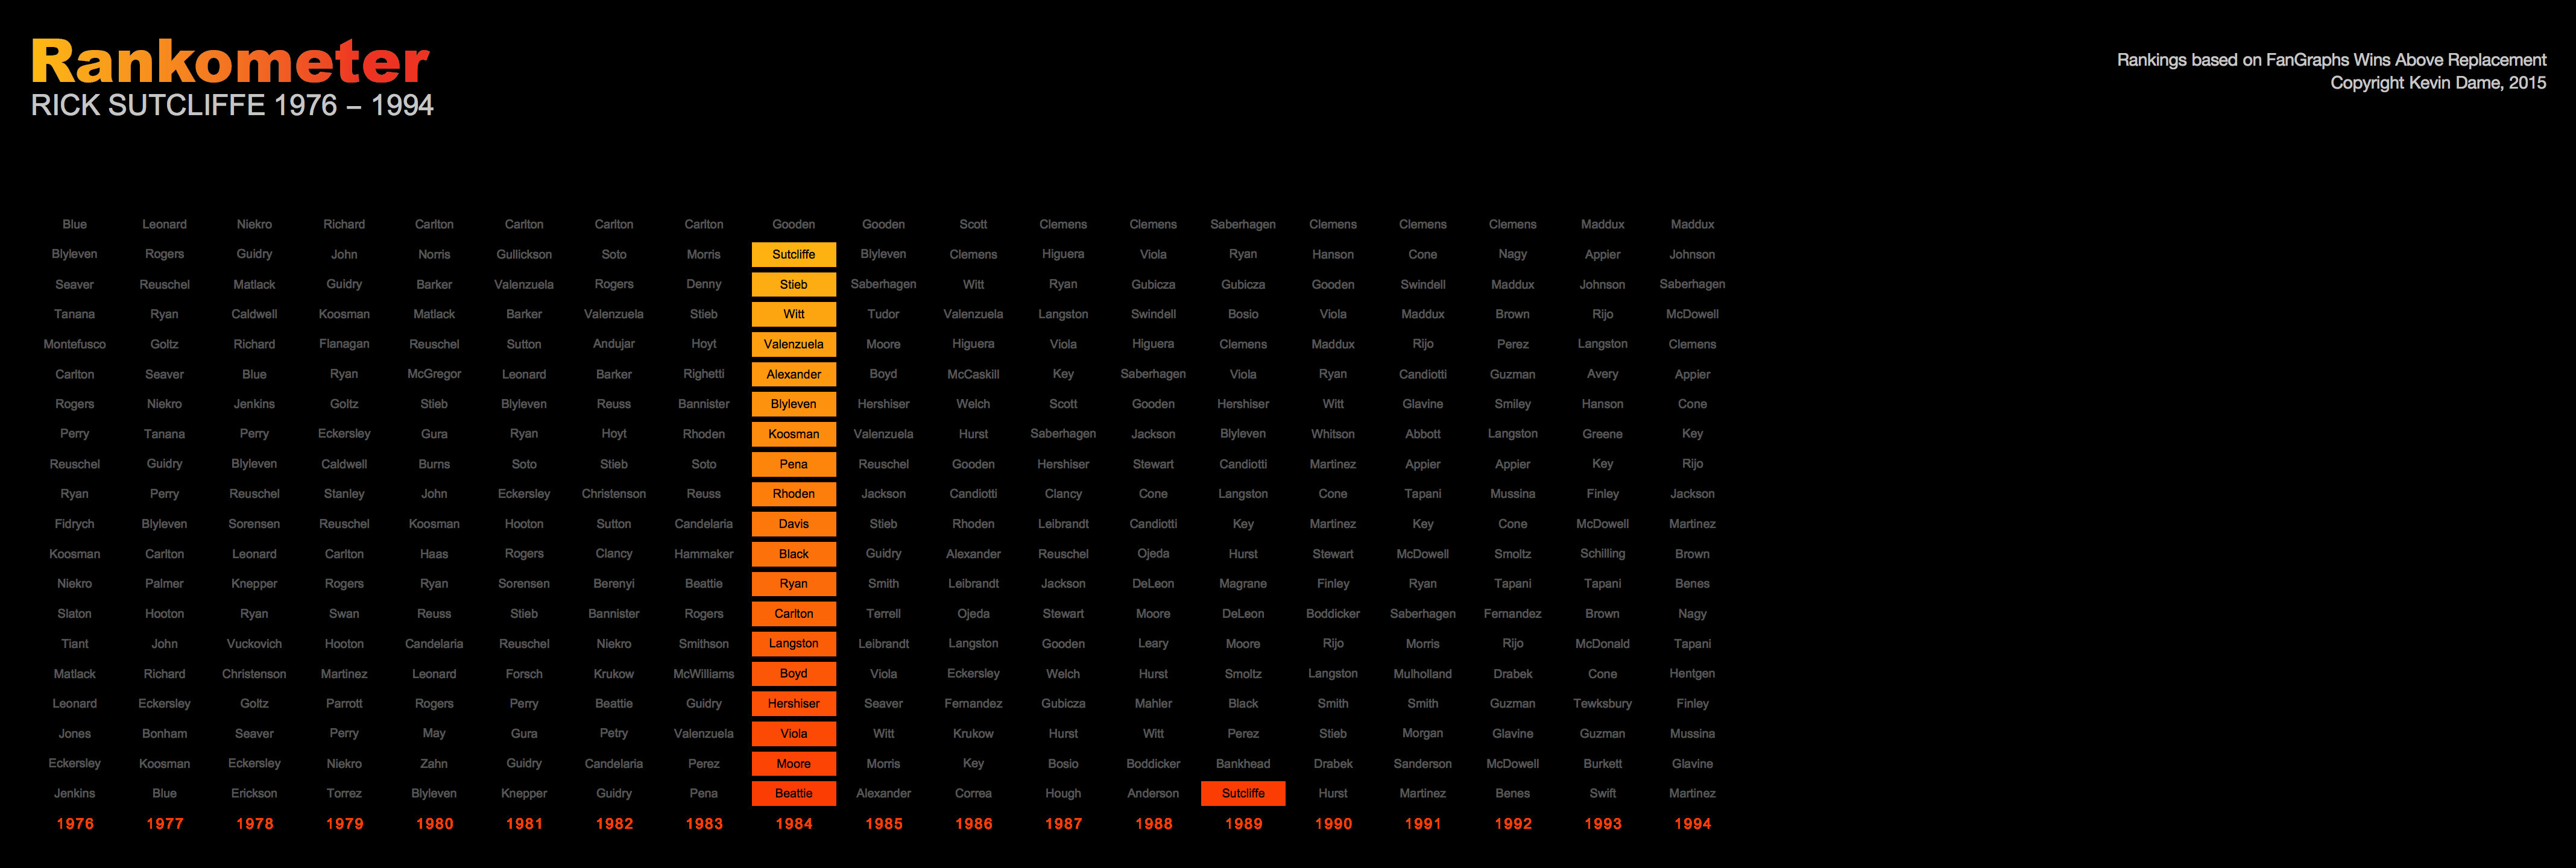 Rankometer
RICK SUTCLIFFE 1976 – 1994
Rankings based on FanGraphs Wins Above Replacement
Copyright Kevin Dame, 2015
Blue Leonard Niekro Richard Carlton Carlton Carlton Carlton Gooden Gooden Scott Clemens Clemens Saberhagen Clemens Clemens Clemens Maddux Maddux
Blyleven Rogers Guidry John Norris Gullickson Soto Morris Sutcliffe Blyleven Clemens Higuera Viola Ryan Hanson Cone Nagy Appier Johnson
Seaver Reuschel Matlack Guidry Barker Valenzuela Rogers Denny Stieb Saberhagen Witt Ryan Gubicza Gubicza Gooden Swindell Maddux Johnson Saberhagen
Tanana Ryan Caldwell Koosman Matlack Barker Valenzuela Stieb Witt Tudor Valenzuela Langston Swindell Bosio Viola Maddux Brown Rijo McDowell
Montefusco Goltz Richard Flanagan Reuschel Sutton Andujar Hoyt Valenzuela Moore Higuera Viola Higuera Clemens Maddux Rijo Perez Langston Clemens
Carlton Seaver Blue Ryan McGregor Leonard Barker Righetti Alexander Boyd McCaskill Key Saberhagen Viola Ryan Candiotti Guzman Avery Appier
Rogers Niekro Jenkins Goltz Stieb Blyleven Reuss Bannister Blyleven Hershiser Welch Scott Gooden Hershiser Witt Glavine Smiley Hanson Cone
Perry Tanana Perry Eckersley Gura Ryan Hoyt Rhoden Koosman Valenzuela Hurst Saberhagen Jackson Blyleven Whitson Abbott Langston Greene Key
Reuschel Guidry Blyleven Caldwell Burns Soto Stieb Soto Pena Reuschel Gooden Hershiser Stewart Candiotti Martinez Appier Appier Key Rijo
Ryan Perry Reuschel Stanley John Eckersley Christenson Reuss Rhoden Jackson Candiotti Clancy Cone Langston Cone Tapani Mussina Finley Jackson
Fidrych Blyleven Sorensen Reuschel Koosman Hooton Sutton Candelaria Davis Stieb Rhoden Leibrandt Candiotti Key Martinez Key Cone McDowell Martinez
Koosman Carlton Leonard Carlton Haas Rogers Clancy Hammaker Black Guidry Alexander Reuschel Ojeda Hurst Stewart McDowell Smoltz Schilling Brown
Niekro Palmer Knepper Rogers Ryan Sorensen Berenyi Beattie Ryan Smith Leibrandt Jackson DeLeon Magrane Finley Ryan Tapani Tapani Benes
Slaton Hooton Ryan Swan Reuss Stieb Bannister Rogers Carlton Terrell Ojeda Stewart Moore DeLeon Boddicker Saberhagen Fernandez Brown Nagy
Tiant John Vuckovich Hooton Candelaria Reuschel Niekro Smithson Langston Leibrandt Langston Gooden Leary Moore Rijo Morris Rijo McDonald Tapani
Matlack Richard Christenson Martinez Leonard Forsch Krukow McWilliams Boyd Viola Eckersley Welch Hurst Smoltz Langston Mulholland Drabek Cone Hentgen
Leonard Eckersley Goltz Parrott Rogers Perry Beattie Guidry Hershiser Seaver Fernandez Gubicza Mahler Black Smith Smith Guzman Tewksbury Finley
Jones Bonham Seaver Perry May Gura Petry Valenzuela Viola Witt Krukow Hurst Witt Perez Stieb Morgan Glavine Guzman Mussina
Eckersley Koosman Eckersley Niekro Zahn Guidry Candelaria Perez Moore Morris Key Bosio Boddicker Bankhead Drabek Sanderson McDowell Burkett Glavine
Jenkins Blue Erickson Torrez Blyleven Knepper Guidry Pena Beattie Alexander Correa Hough Anderson Sutcliffe Hurst Martinez Benes Swift Martinez
1976 1977 1978 1979 1980 1981 1982 1983 1984 1985 1986 1987 1988 1989 1990 1991 1992 1993 1994